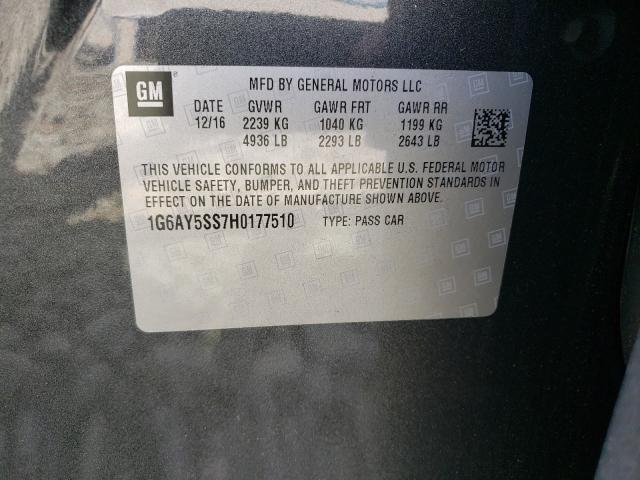 GM
MFD BY GENERAL MOTORS LLC
DATE GVWR GAWR FRT GAWR RR
12/16 2239 KG 1040 KG 1199 KG
4936 LB 2293 LB 2643 LB
THIS VEHICLE CONFORMS TO ALL APPLICABLE U.S. FEDERAL MOTOR
VEHICLE SAFETY, BUMPER, AND THEFT PREVENTION STANDARDS IN
EFFECT ON THE DATE OF MANUFACTURE SHOWN ABOVE.
1G6AY5SS7H0177510 TYPE: PASS CAR